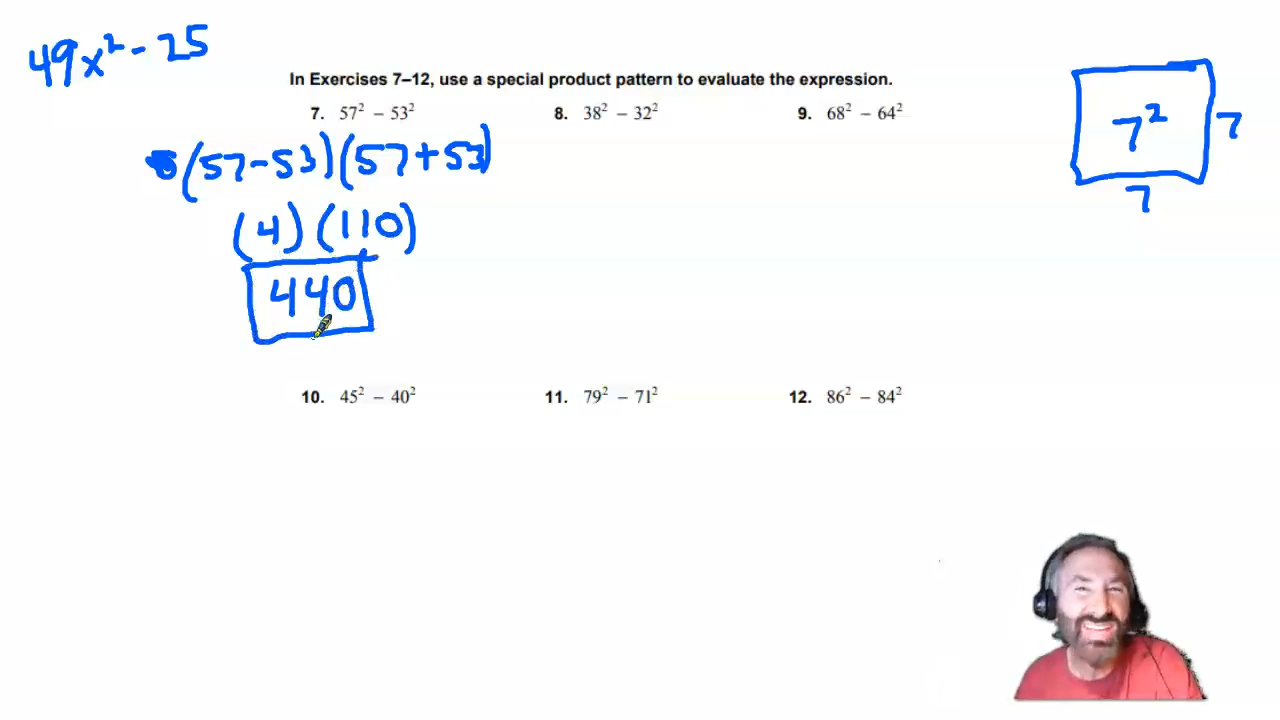 49x² - 25
In Exercises 7–12, use a special product pattern to evaluate the expression.
7. 57² − 53² 8. 38² − 32² 9. 68² − 64²
(57-53)(57+53)
(4)(110)
440
7²
7
7
10. 45² − 40² 11. 79² − 71² 12. 86² − 84²